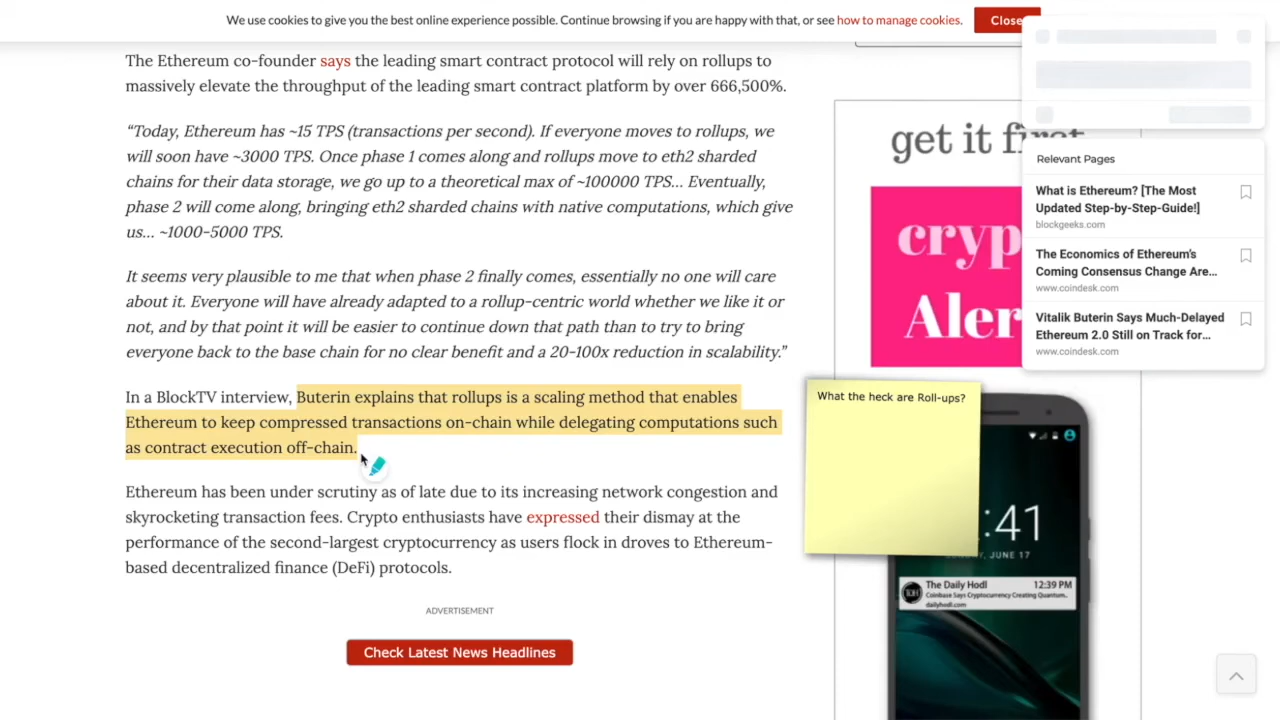 We use cookies to give you the best online experience possible. Continue browsing if you are happy with that, or see how to manage cookies.
Close
The Ethereum co-founder says the leading smart contract protocol will rely on rollups to
massively elevate the throughput of the leading smart contract platform by over 666,500%.
“Today, Ethereum has ~15 TPS (transactions per second). If everyone moves to rollups, we
will soon have ~3000 TPS. Once phase 1 comes along and rollups move to eth2 sharded
chains for their data storage, we go up to a theoretical max of ~100000 TPS… Eventually,
phase 2 will come along, bringing eth2 sharded chains with native computations, which give
us… ~1000-5000 TPS.
It seems very plausible to me that when phase 2 finally comes, essentially no one will care
about it. Everyone will have already adapted to a rollup-centric world whether we like it or
not, and by that point it will be easier to continue down that path than to try to bring
everyone back to the base chain for no clear benefit and a 20-100x reduction in scalability.”
In a BlockTV interview, Buterin explains that rollups is a scaling method that enables
Ethereum to keep compressed transactions on-chain while delegating computations such
as contract execution off-chain.
Ethereum has been under scrutiny as of late due to its increasing network congestion and
skyrocketing transaction fees. Crypto enthusiasts have expressed their dismay at the
performance of the second-largest cryptocurrency as users flock in droves to Ethereum-
based decentralized finance (DeFi) protocols.
ADVERTISEMENT
Check Latest News Headlines
get it first
cryp
Aler
Relevant Pages
What is Ethereum? [The Most
Updated Step-by-Step-Guide!]
blockgeeks.com
The Economics of Ethereum’s
Coming Consensus Change Are…
www.coindesk.com
Vitalik Buterin Says Much-Delayed
Ethereum 2.0 Still on Track for…
www.coindesk.com
What the heck are Roll-ups?
:41
, JUNE 17
The Daily Hodl 12:39 PM
Coinbase Says Cryptocurrency Creating Quantum..
dailyhodl.com